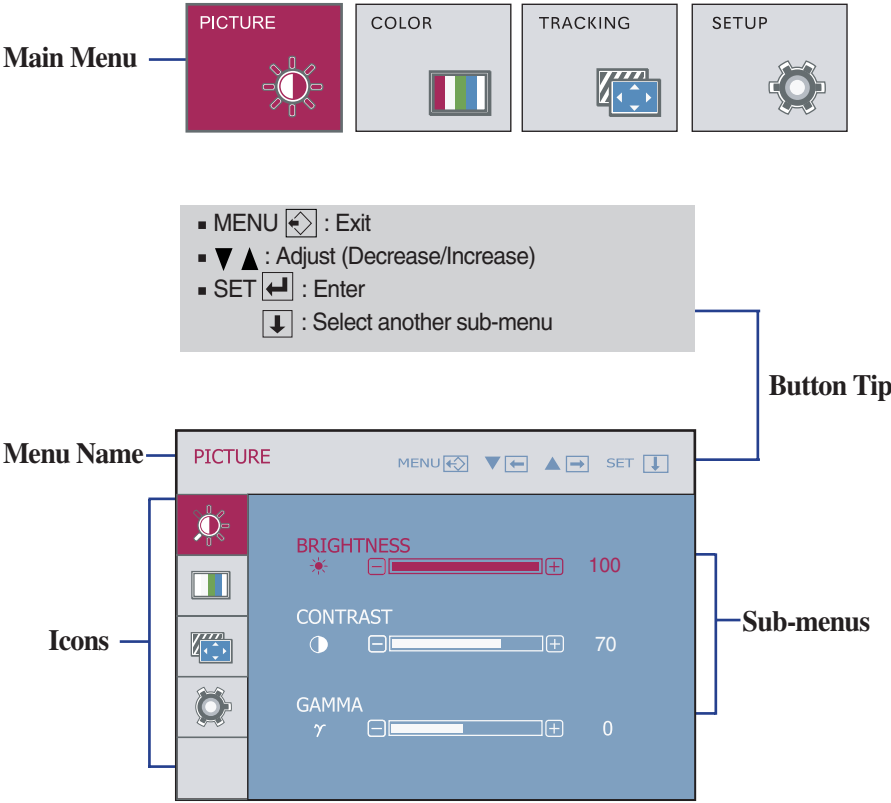 PICTURE COLOR TRACKING SETUP
Main Menu
MENU : Exit
▼ ▲ : Adjust (Decrease/Increase)
SET : Enter
: Select another sub-menu
Button Tip
Menu Name
PICTURE MENU ▼ ▲ SET
BRIGHTNESS
100
CONTRAST
70
Icons
Sub-menus
GAMMA
γ 0